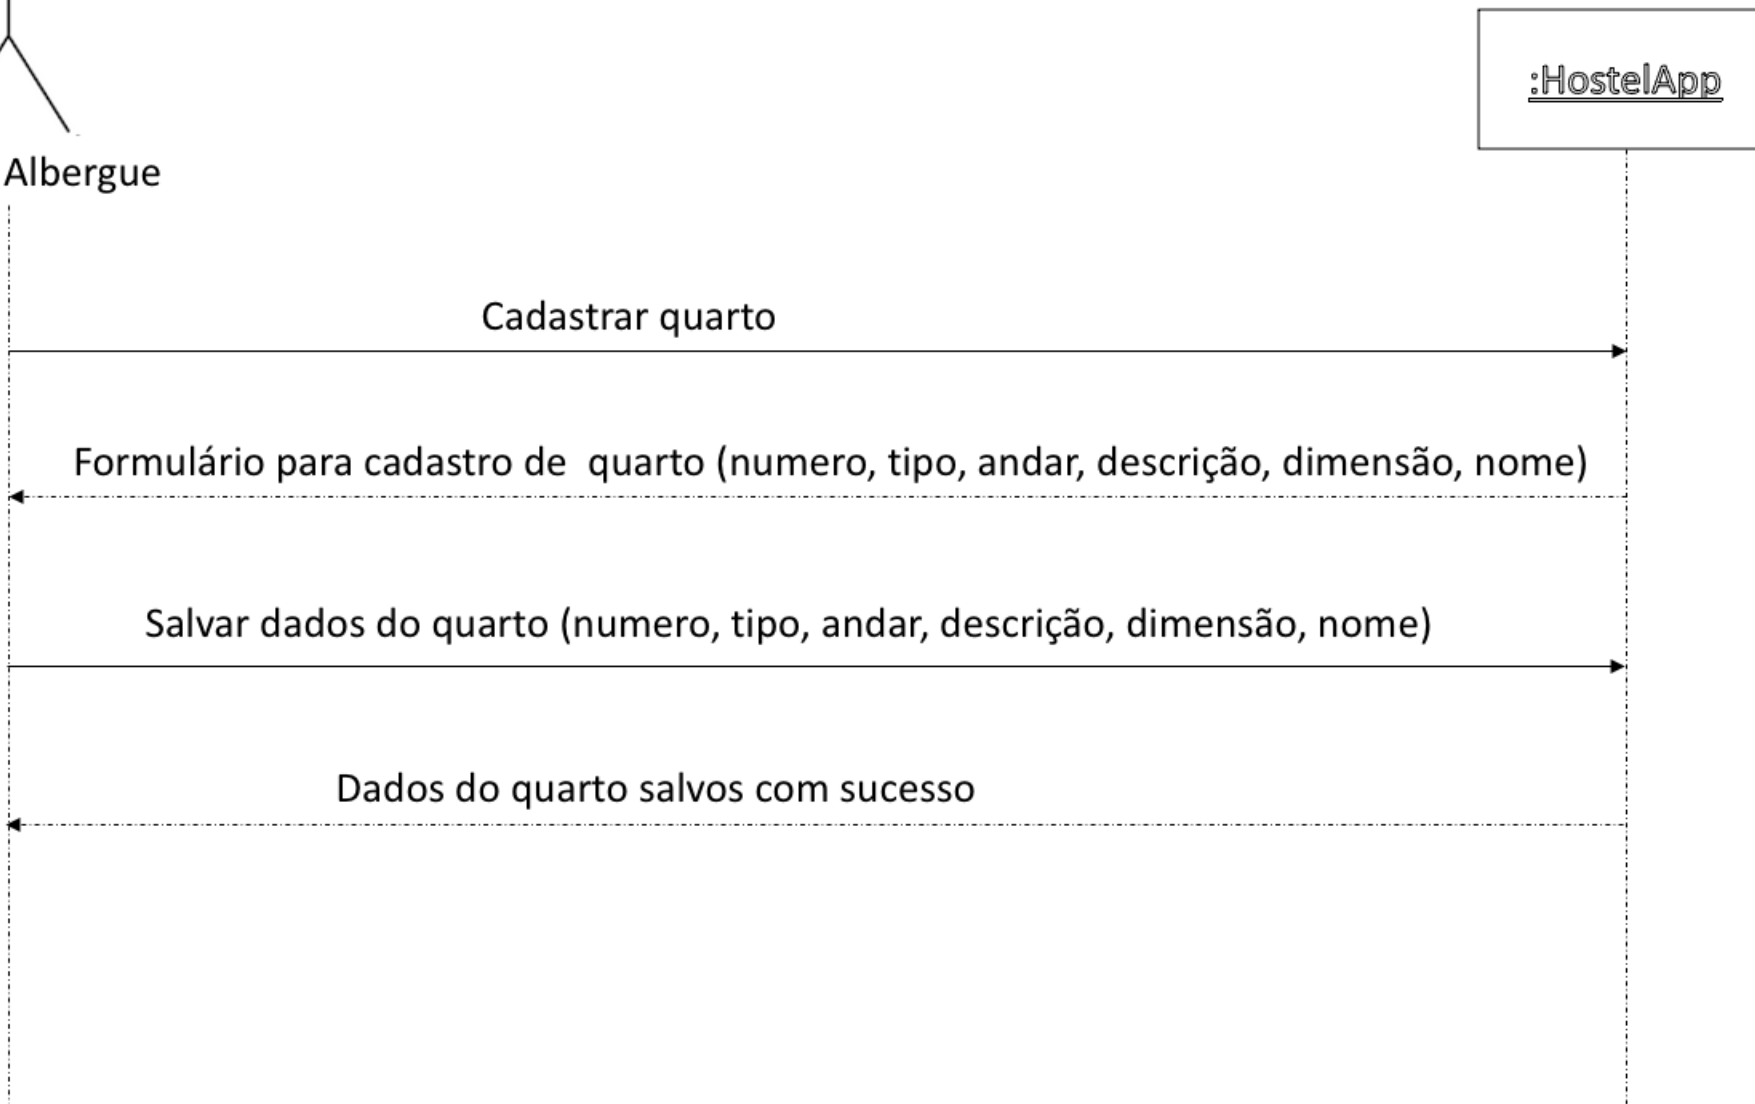 :HostelApp
Albergue
Cadastrar quarto
Formulário para cadastro de  quarto (numero, tipo, andar, descrição, dimensão, nome)
Salvar dados do quarto (numero, tipo, andar, descrição, dimensão, nome)
Dados do quarto salvos com sucesso